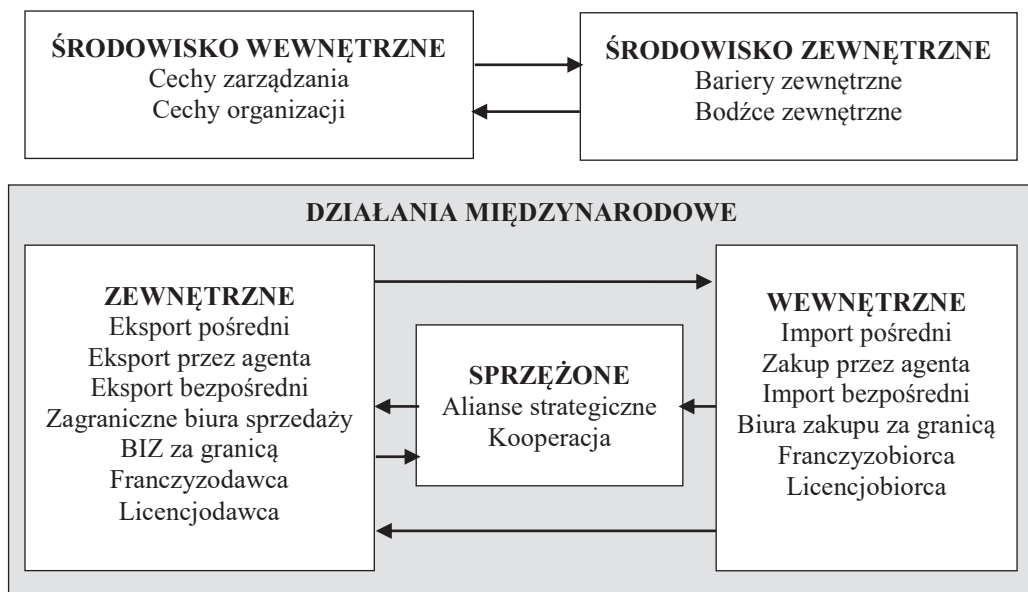 ŚRODOWISKO WEWNĘTRZNE
Cechy zarządzania
Cechy organizacji
ŚRODOWISKO ZEWNĘTRZNE
Bariery zewnętrzne
Bodźce zewnętrzne
DZIAŁANIA MIĘDZYNARODOWE
ZEWNĘTRZNE
Eksport pośredni
Eksport przez agenta
Eksport bezpośredni
Zagraniczne biura sprzedaży
BIZ za granicą
Franczyzodawca
Licencjodawca
SPRZĘŻONE
Alianse strategiczne
Kooperacja
WEWNĘTRZNE
Import pośredni
Zakup przez agenta
Import bezpośredni
Biura zakupu za granicą
Franczyzobiorca
Licencjobiorca